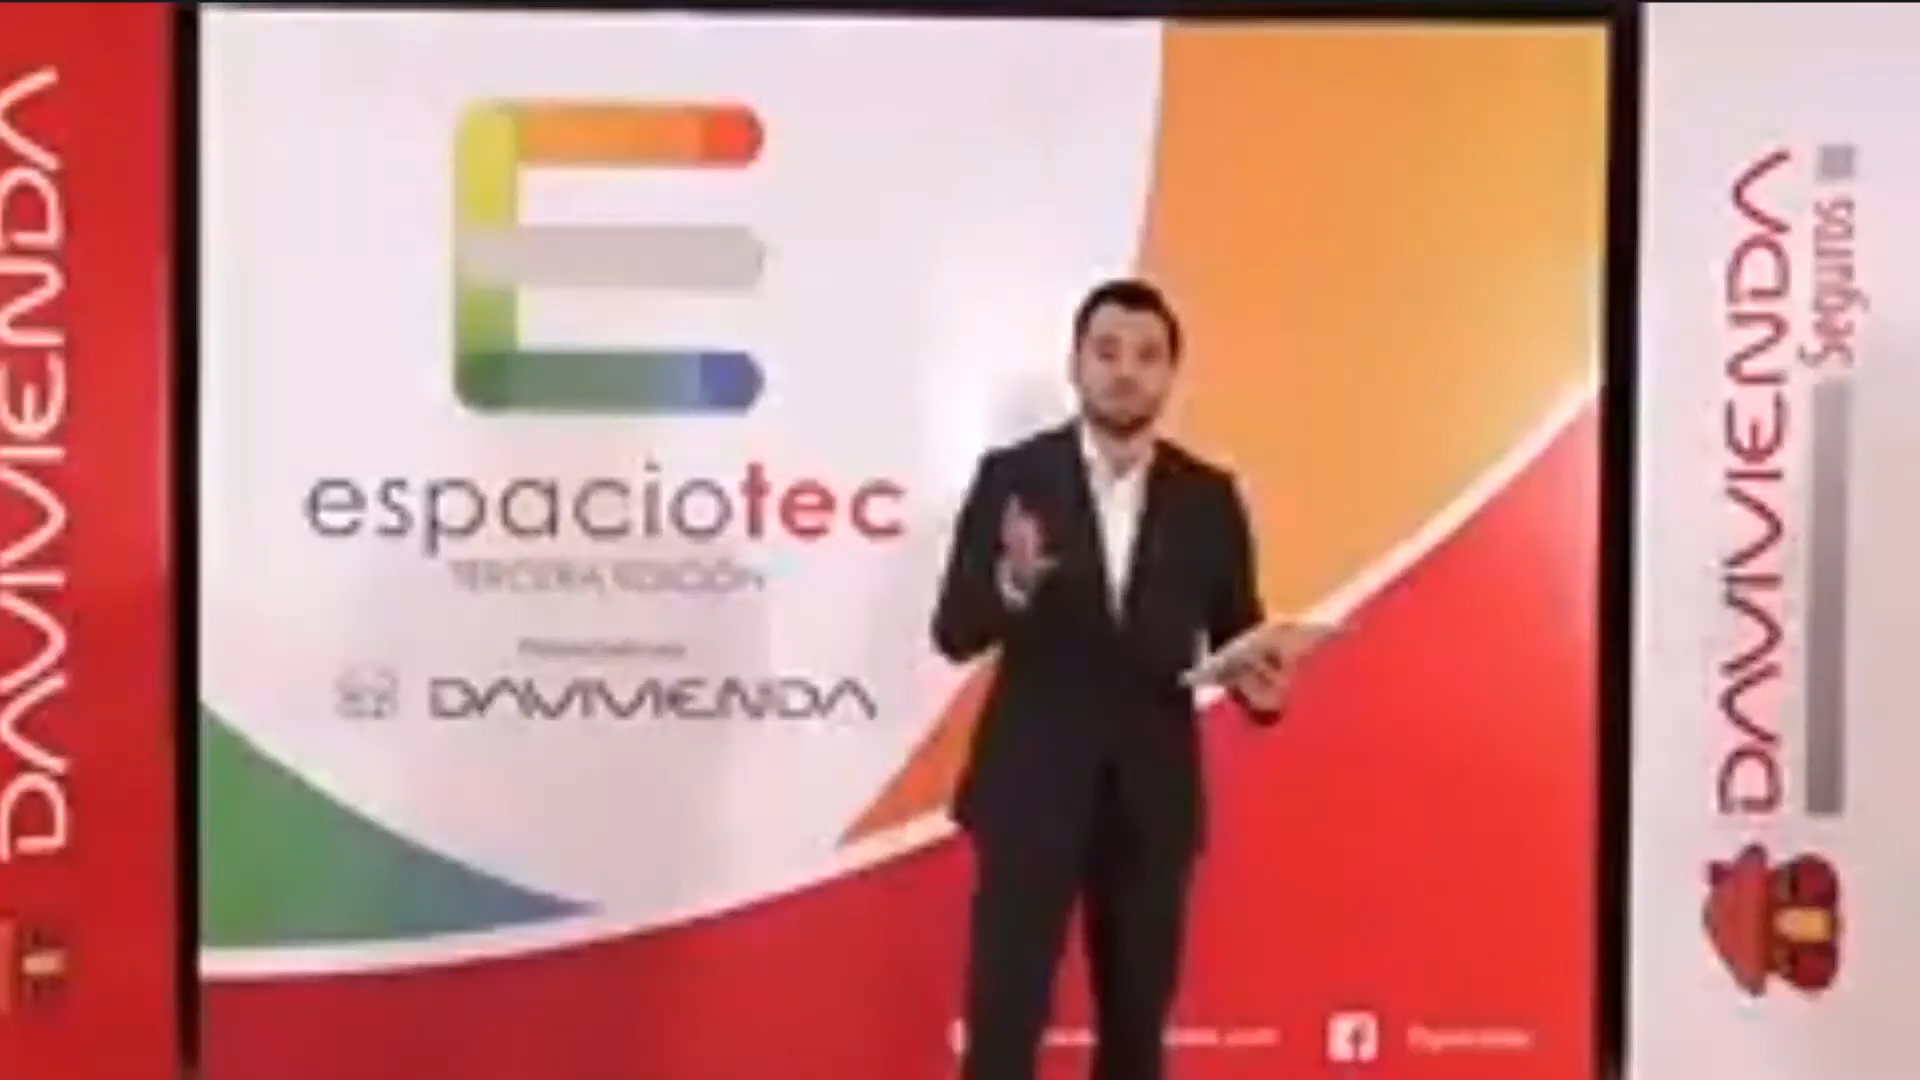 DAVIVIENDA
espaciotec
TERCERA EDICIÓN
DAVIVIENDA
DAVIVIENDA
Seguros